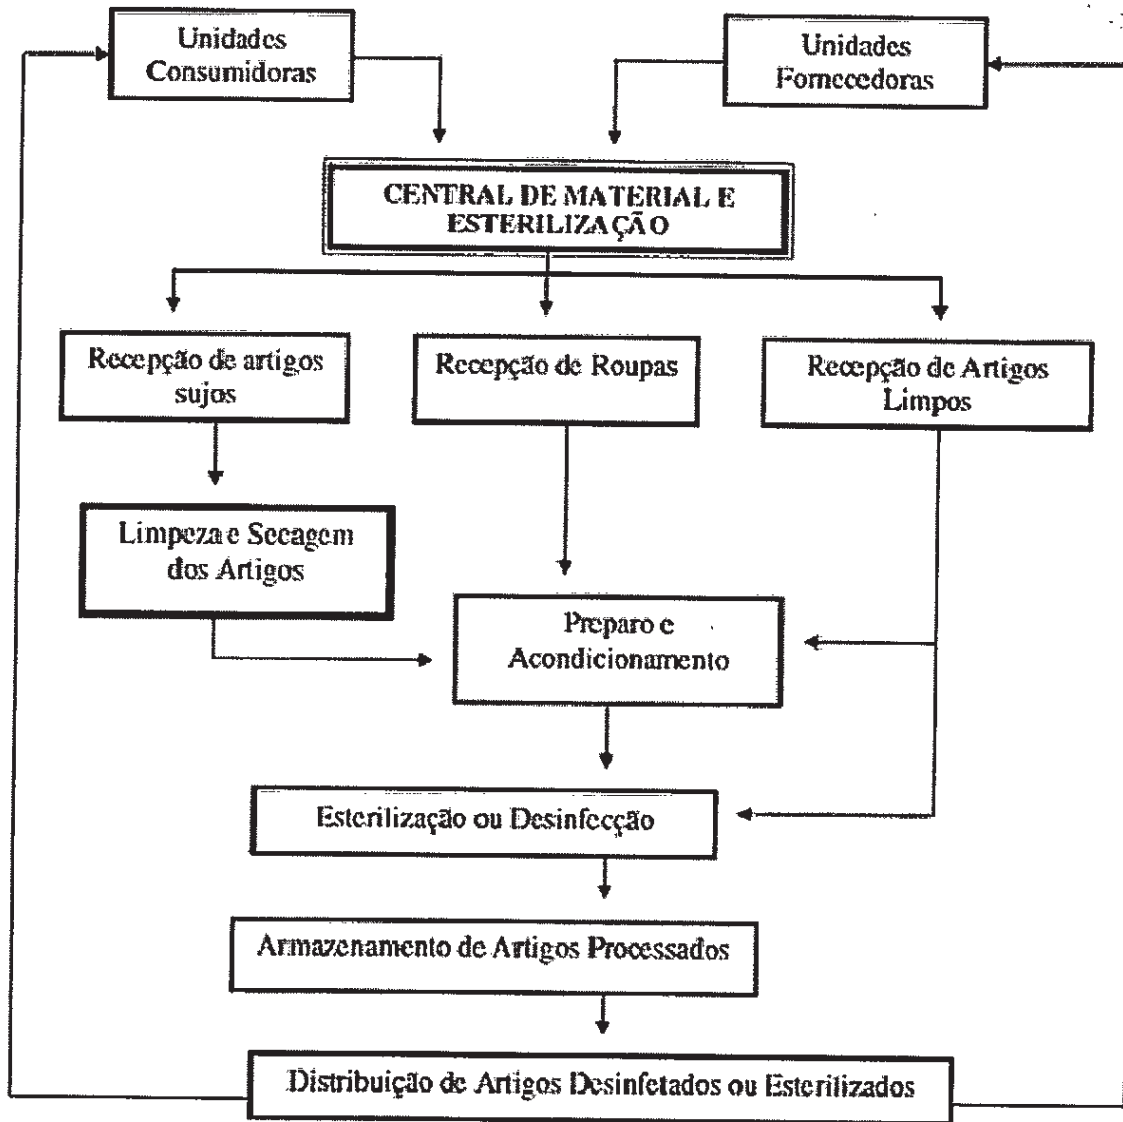 Unidades
Consumidoras
Unidades
Fornecedoras
CENTRAL DE MATERIAL E
ESTERILIZAÇÃO
Recepção de artigos
sujos
Recepção de Roupas
Recepção de Artigos
Limpos
Limpeza e Secagem
dos Artigos
Preparo e
Acondicionamento
Esterilização ou Desinfecção
Armazenamento de Artigos Processados
Distribuição de Artigos Desinfetados ou Esterilizados